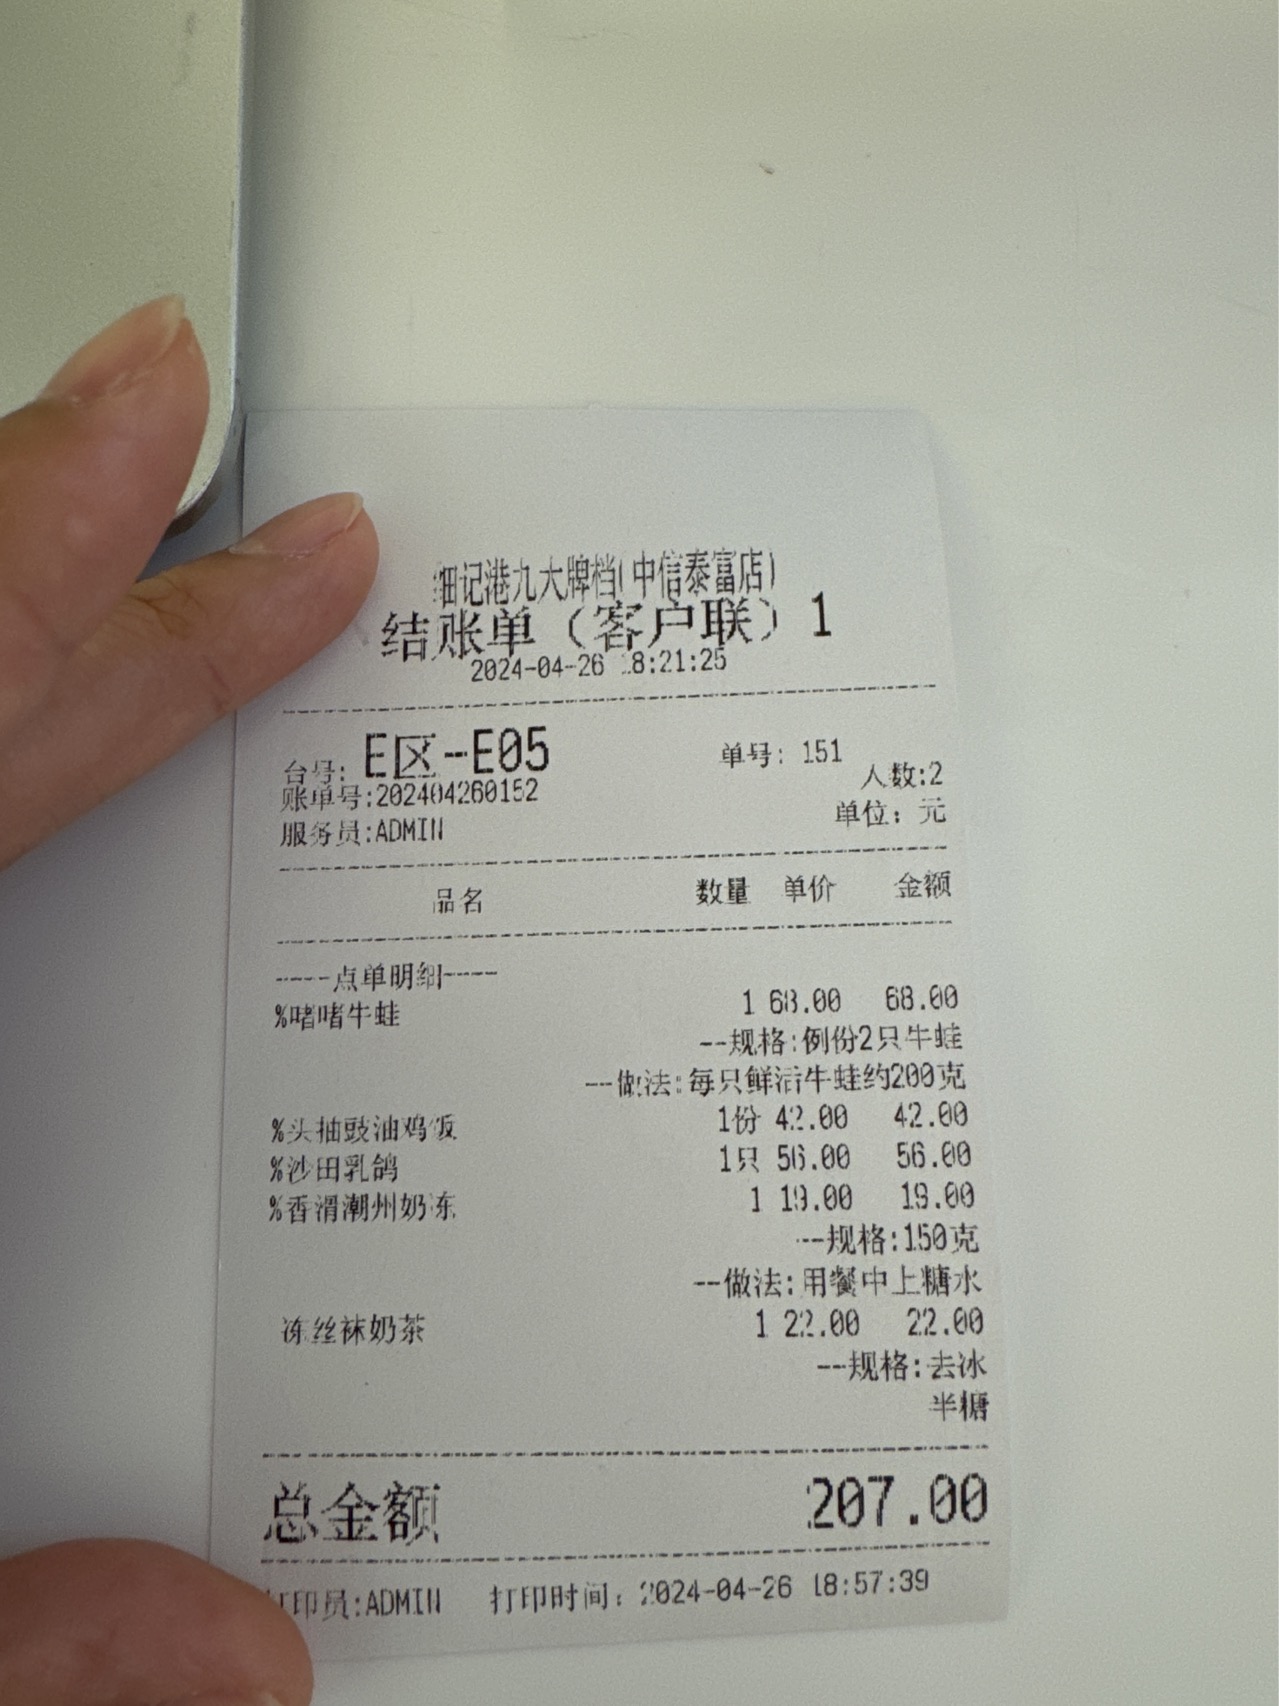 细记港九大牌档(中信泰富店)
结账单（客户联）1
2024-04-26 18:21:25
台号: E区-E05 单号: 151
人数:2
账单号:202404260152
单位: 元
服务员:ADMIN
品名 数量 单价 金额
-----点单明细-----
%啫啫牛蛙 1 68.00 68.00
--规格:例份2只牛蛙
--做法:每只鲜活牛蛙约200克
%头抽豉油鸡饭 1份 42.00 42.00
%沙田乳鸽 1只 56.00 56.00
%香滑潮州奶冻 1 19.00 19.00
--规格:150克
--做法:用餐中上糖水
冻丝袜奶茶 1 22.00 22.00
--规格:去冰
半糖
总金额 207.00
打印员:ADMIN 打印时间: 2024-04-26 18:57:39